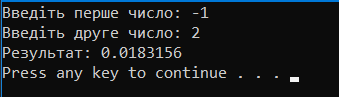 Введіть перше число: -1
Введіть друге число: 2
Результат: 0.0183156
Press any key to continue . . .